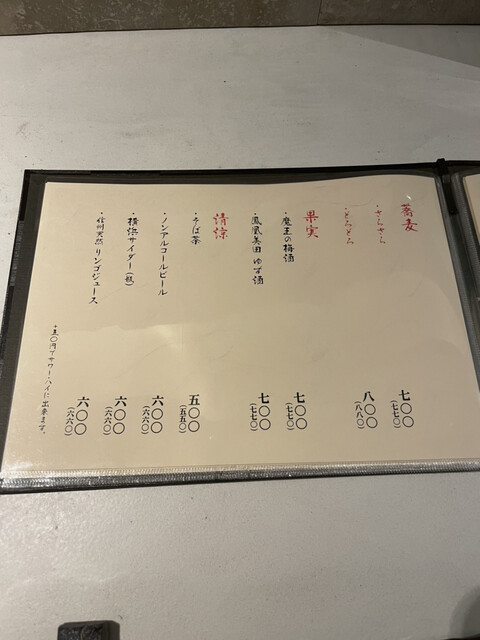 蕎麦
・さらさら 七〇〇(七七〇)
・とろとろ 八〇〇(八八〇)
果実
・魔王の梅酒 七〇〇(七七〇)
・鳳凰美田 ゆず酒 七〇〇(七七〇)
清涼
・そば茶 五〇〇(五五〇)
・ノンアルコールビール 六〇〇(六六〇)
・横浜サイダー(瓶) 六〇〇(六六〇)
・信州天然リンゴジュース 六〇〇(六六〇)
+五〇円でサワー・ハイに出来ます。